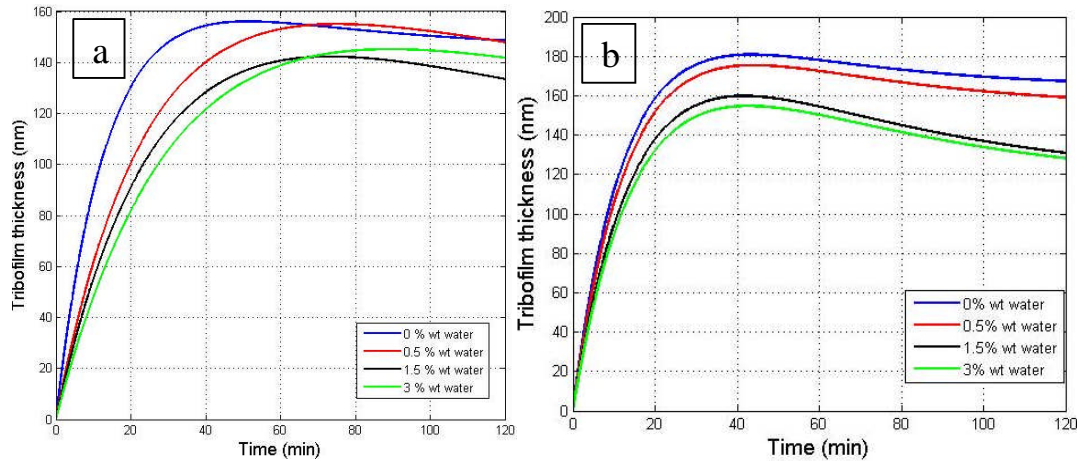 a
160
140
120
100
80
60
40
20
0
Tribofilm thickness (nm)
0 20 40 60 80 100 120
Time (min)
0 % wt water
0.5 % wt water
1.5 % wt water
3 % wt water
b
200
180
160
140
120
100
80
60
40
20
0
Tribofilm thickness (nm)
0 20 40 60 80 100 120
Time (min)
0% wt water
0.5% wt water
1.5% wt water
3% wt water